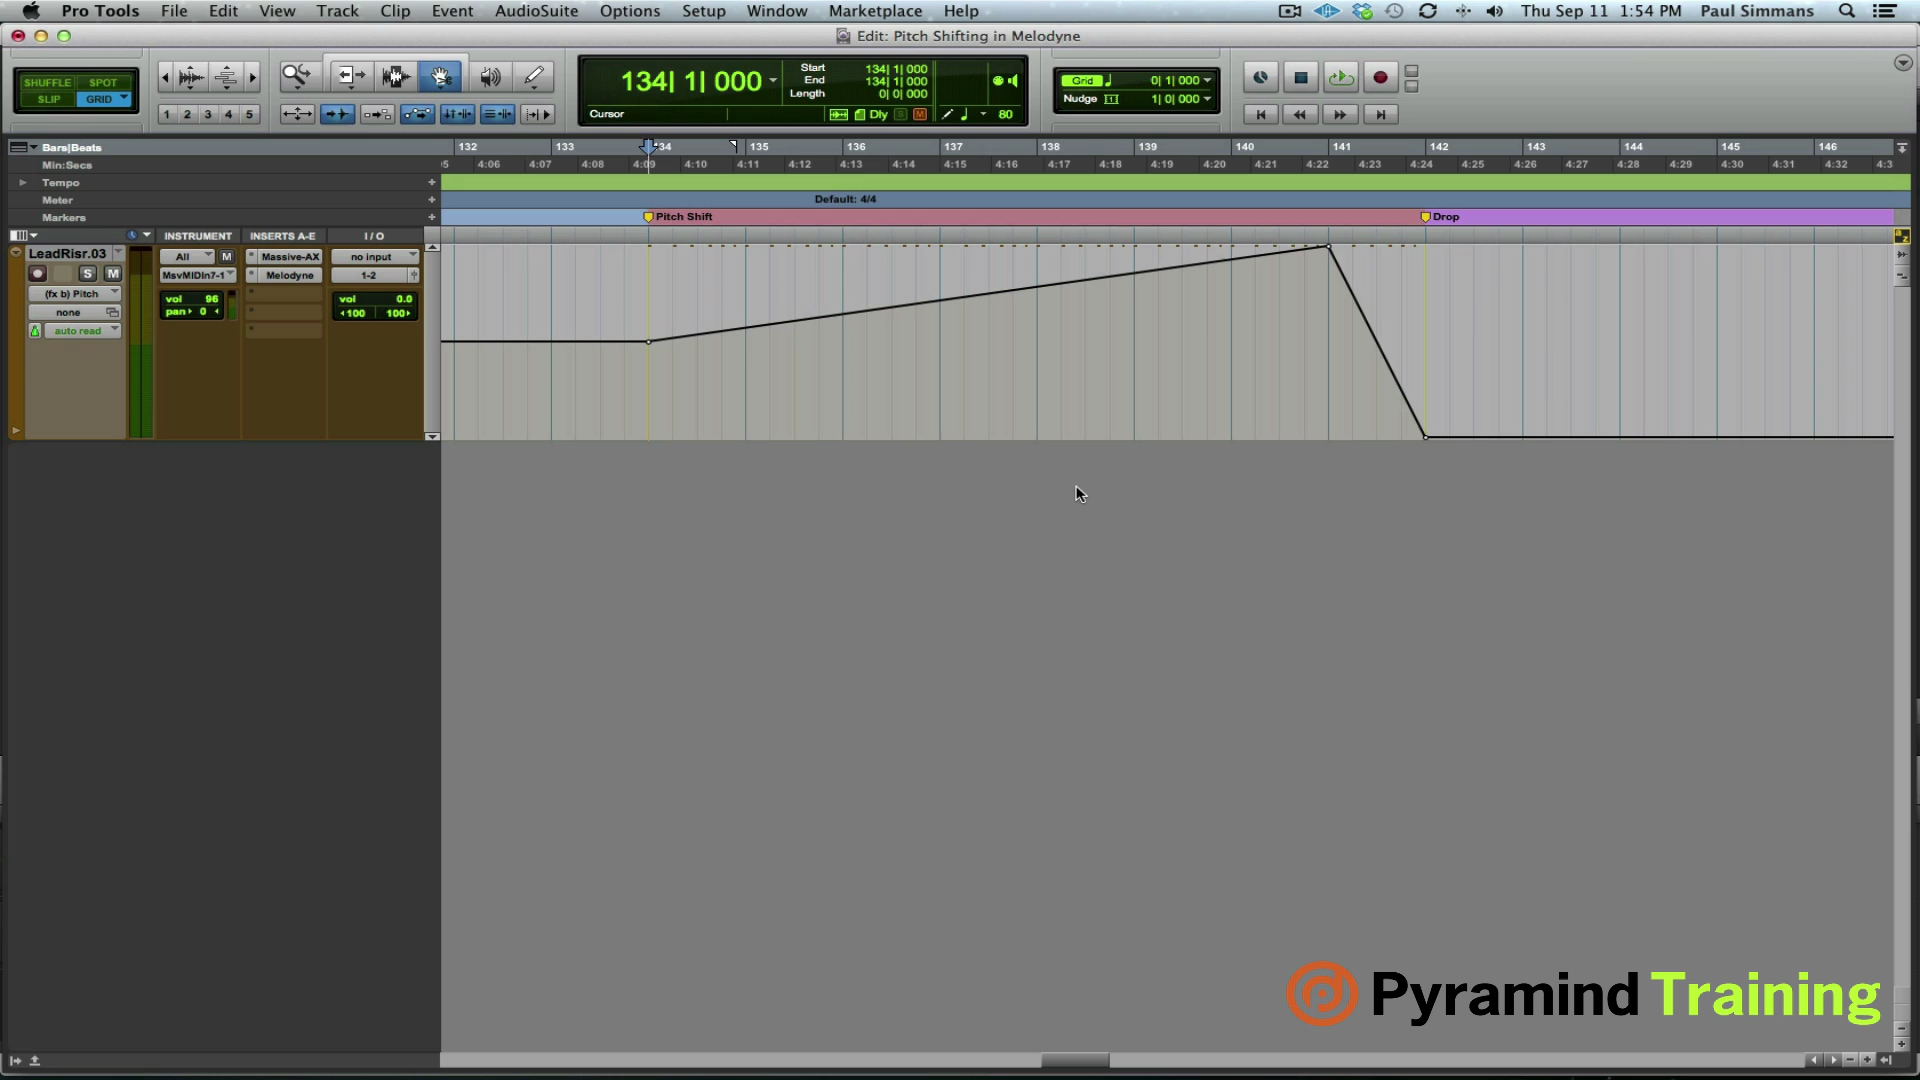 Pro Tools File Edit View Track Clip Event AudioSuite Options Setup Window Marketplace Help Thu Sep 11 1:54 PM Paul Simmans
Edit: Pitch Shifting in Melodyne
SHUFFLE SPOT
SLIP GRID
1 2 3 4 5
134| 1| 000
Start 134| 1| 000
End 134| 1| 000
Length 0| 0| 000
Cursor
Dly S M
80
Grid 0| 1| 000
Nudge 1| 0| 000
Bars|Beats 132 133 34 135 136 137 138 139 140 141 142 143 144 145 146
Min:Secs 5 4:06 4:07 4:08 4:09 4:10 4:11 4:12 4:13 4:14 4:15 4:16 4:17 4:18 4:19 4:20 4:21 4:22 4:23 4:24 4:25 4:26 4:27 4:28 4:29 4:30 4:31 4:32 4:3
Tempo
Meter Default: 4/4
Markers Pitch Shift Drop
INSTRUMENT INSERTS A-E I / O
LeadRisr.03 All M Massive-AX no input
S M MsvMIDIn7-1 Melodyne 1-2
(fx b) Pitch vol 96 vol 0.0
none pan 0 100 100
auto read
a z
Pyramind Training